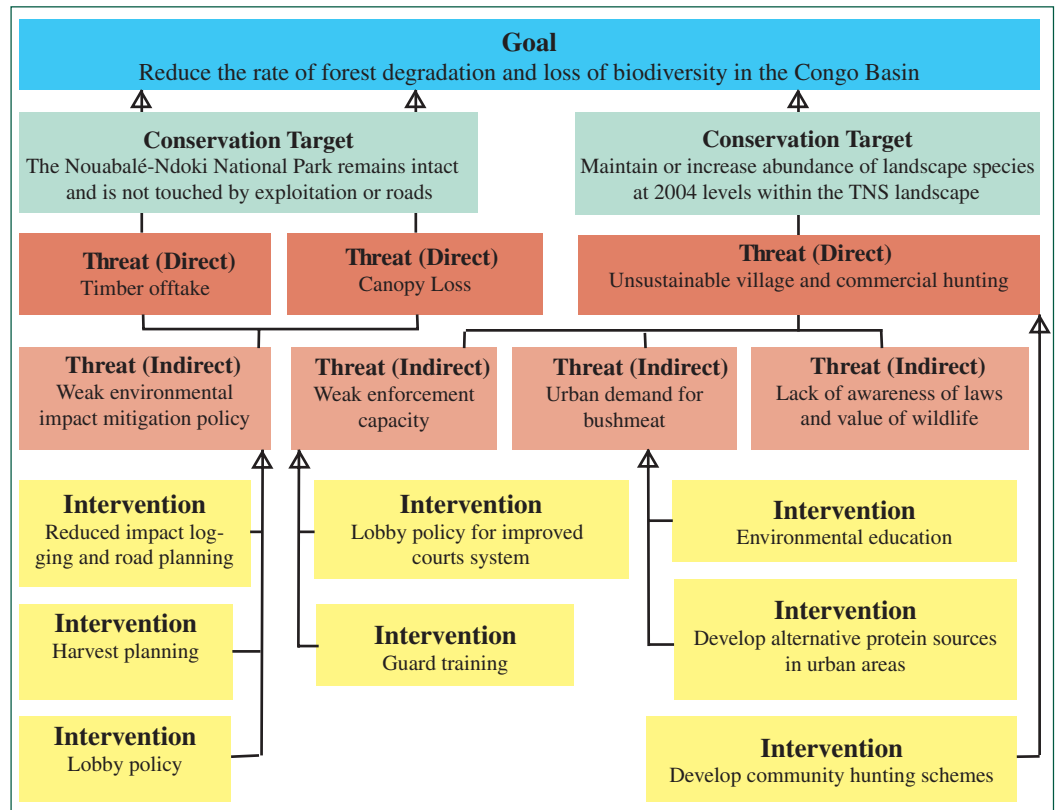 Goal
Reduce the rate of forest degradation and loss of biodiversity in the Congo Basin
Conservation Target
The Nouabalé-Ndoki National Park remains intact
and is not touched by exploitation or roads
Conservation Target
Maintain or increase abundance of landscape species
at 2004 levels within the TNS landscape
Threat (Direct)
Timber offtake
Threat (Direct)
Canopy Loss
Threat (Direct)
Unsustainable village and commercial hunting
Threat (Indirect)
Weak environmental
impact mitigation policy
Threat (Indirect)
Weak enforcement
capacity
Threat (Indirect)
Urban demand for
bushmeat
Threat (Indirect)
Lack of awareness of laws
and value of wildlife
Intervention
Reduced impact log-
ging and road planning
Intervention
Lobby policy for improved
courts system
Intervention
Environmental education
Intervention
Harvest planning
Intervention
Guard training
Intervention
Develop alternative protein sources
in urban areas
Intervention
Lobby policy
Intervention
Develop community hunting schemes